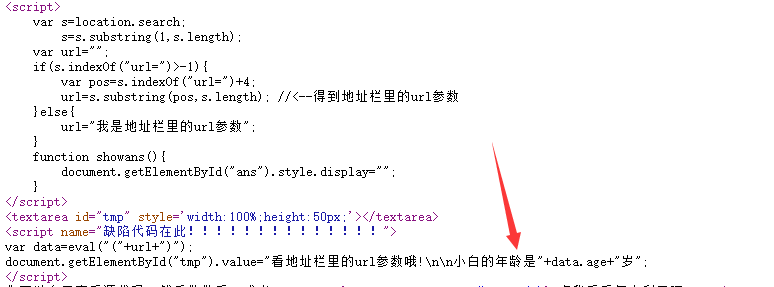 <script>
var s=location.search;
s=s.substring(1,s.length);
var url="";
if(s.indexOf("url=")>-1){
var pos=s.indexOf("url=")+4;
url=s.substring(pos,s.length); //<--得到地址栏里的url参数
}else{
url="我是地址栏里的url参数";
}
function showans(){
document.getElementById("ans").style.display="";
}
</script>
<textarea id="tmp" style='width:100%;height:50px;'></textarea>
<script name="缺陷代码在此!!!!!!!!!!!!!!">
var data=eval("("+url+")");
document.getElementById("tmp").value="看地址栏里的url参数哦!\n\n小白的年龄是"+data.age+"岁";
</script>